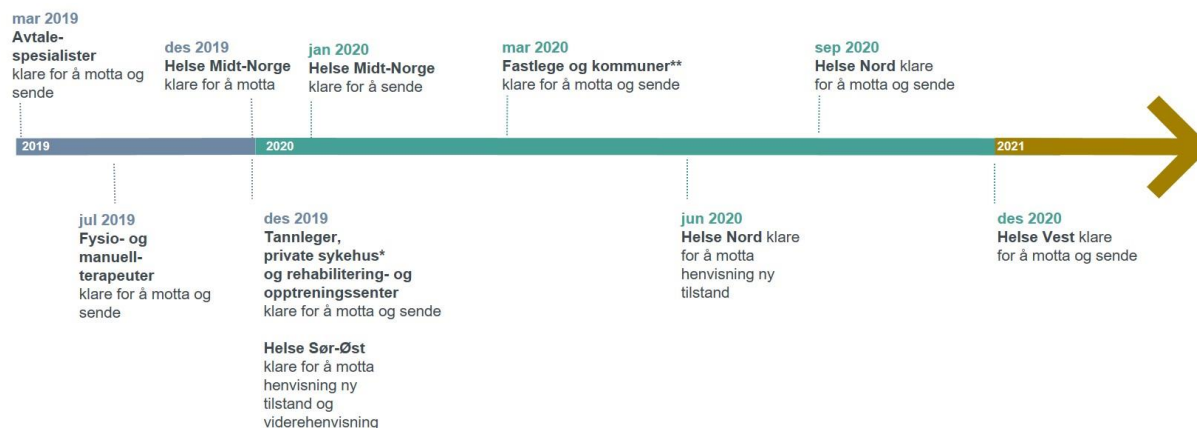 mar 2019
Avtale-
spesialister
klare for å motta og
sende
des 2019
Helse Midt-Norge
klare for å motta
jan 2020
Helse Midt-Norge
klare for å sende
mar 2020
Fastlege og kommuner**
klare for å motta og sende
sep 2020
Helse Nord klare
for å motta og sende
2019
2020
2021
jul 2019
Fysio- og
manuell-
terapeuter
klare for å motta og
sende
des 2019
Tannleger,
private sykehus*
og rehabilitering- og
opptreningssenter
klare for å motta og sende
Helse Sør-Øst
klare for å motta
henvisning ny
tilstand og
viderehenvisning
jun 2020
Helse Nord klare
for å motta
henvisning ny
tilstand
des 2020
Helse Vest klare
for å motta og sende